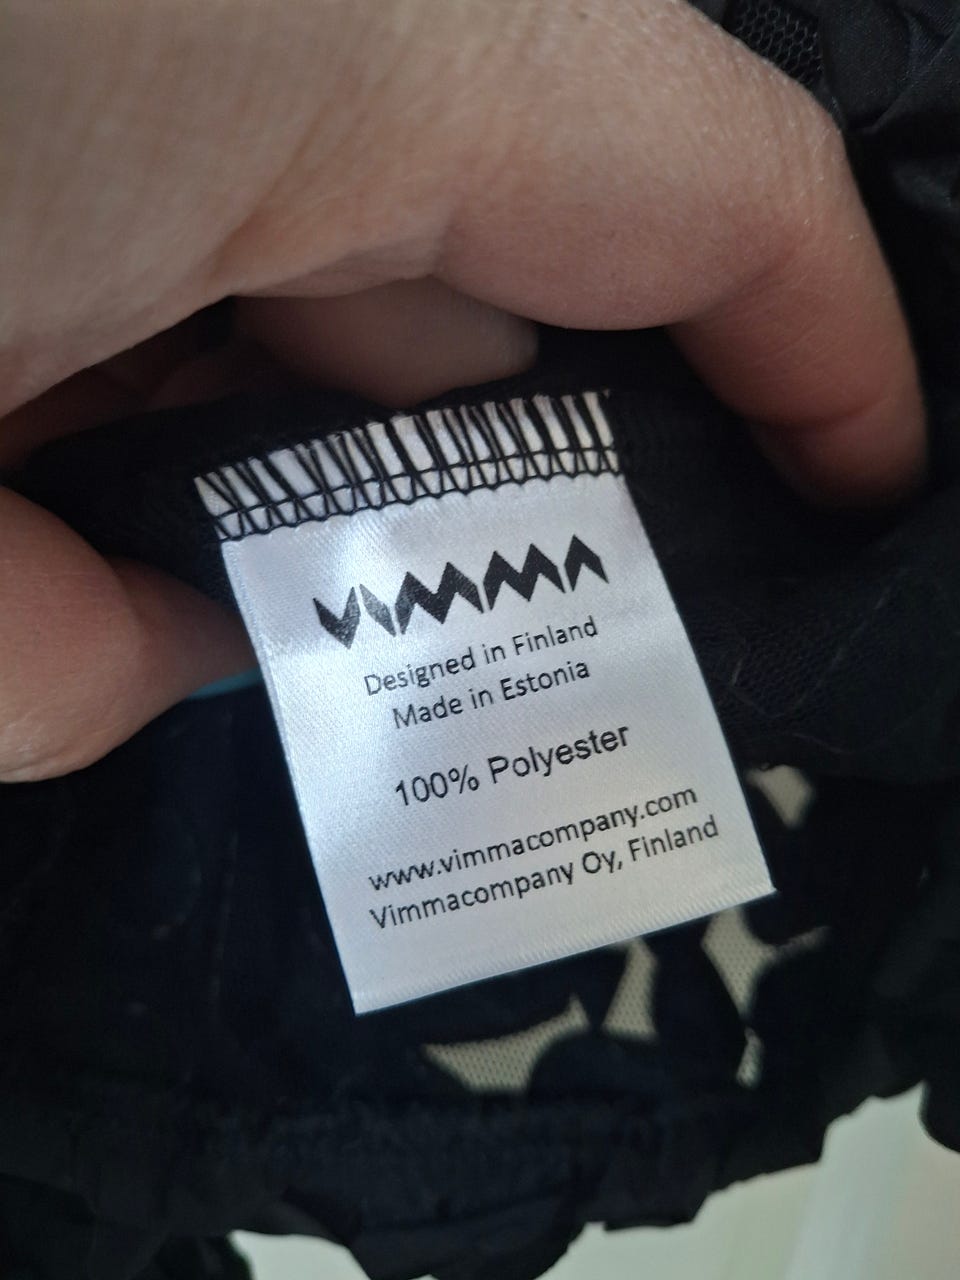 VIMMA
Designed in Finland
Made in Estonia
100% Polyester
www.vimmacompany.com
Vimmacompany Oy, Finland